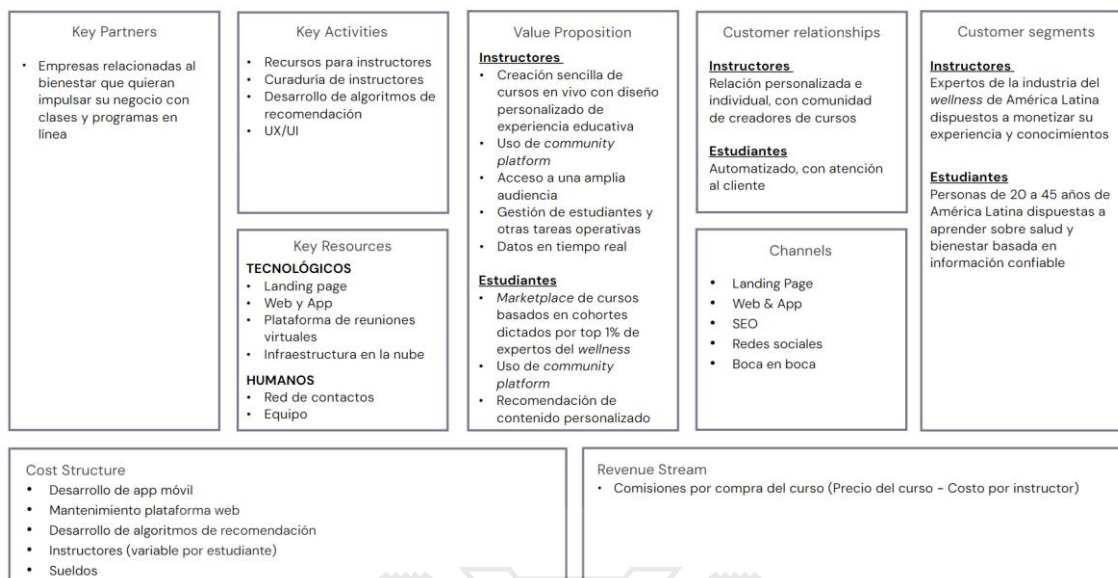 Key Partners
• Empresas relacionadas al
bienestar que quieran
impulsar su negocio con
clases y programas en
línea
Key Activities
• Recursos para instructores
• Curaduría de instructores
• Desarrollo de algoritmos de
recomendación
• UX/UI
Key Resources
TECNOLÓGICOS
• Landing page
• Web y App
• Plataforma de reuniones
virtuales
• Infraestructura en la nube
HUMANOS
• Red de contactos
• Equipo
Value Proposition
Instructores
• Creación sencilla de
cursos en vivo con diseño
personalizado de
experiencia educativa
• Uso de community
platform
• Acceso a una amplia
audiencia
• Gestión de estudiantes y
otras tareas operativas
• Datos en tiempo real
Estudiantes
• Marketplace de cursos
basados en cohortes
dictados por top 1% de
expertos del wellness
• Uso de community
platform
• Recomendación de
contenido personalizado
Customer relationships
Instructores
Relación personalizada e
individual, con comunidad
de creadores de cursos
Estudiantes
Automatizado, con atención
al cliente
Channels
• Landing Page
• Web & App
• SEO
• Redes sociales
• Boca en boca
Customer segments
Instructores
Expertos de la industria del
wellness de América Latina
dispuestos a monetizar su
experiencia y conocimientos
Estudiantes
Personas de 20 a 45 años de
América Latina dispuestas a
aprender sobre salud y
bienestar basada en
información confiable
Cost Structure
• Desarrollo de app móvil
• Mantenimiento plataforma web
• Desarrollo de algoritmos de recomendación
• Instructores (variable por estudiante)
• Sueldos
Revenue Stream
• Comisiones por compra del curso (Precio del curso - Costo por instructor)